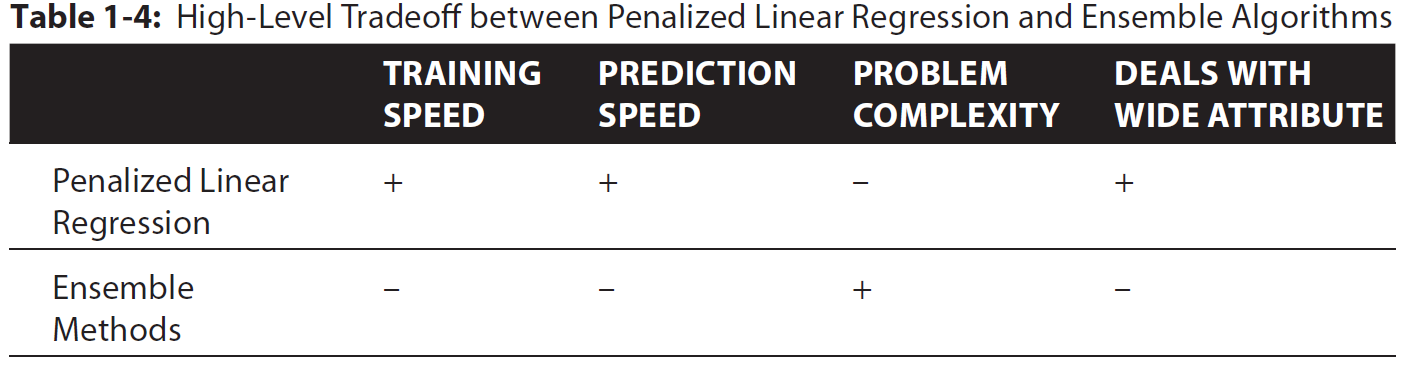 Table 1-4: High-Level Tradeoff between Penalized Linear Regression and Ensemble Algorithms
TRAINING SPEED PREDICTION SPEED PROBLEM COMPLEXITY DEALS WITH WIDE ATTRIBUTE
Penalized Linear Regression + + – +
Ensemble Methods – – + –